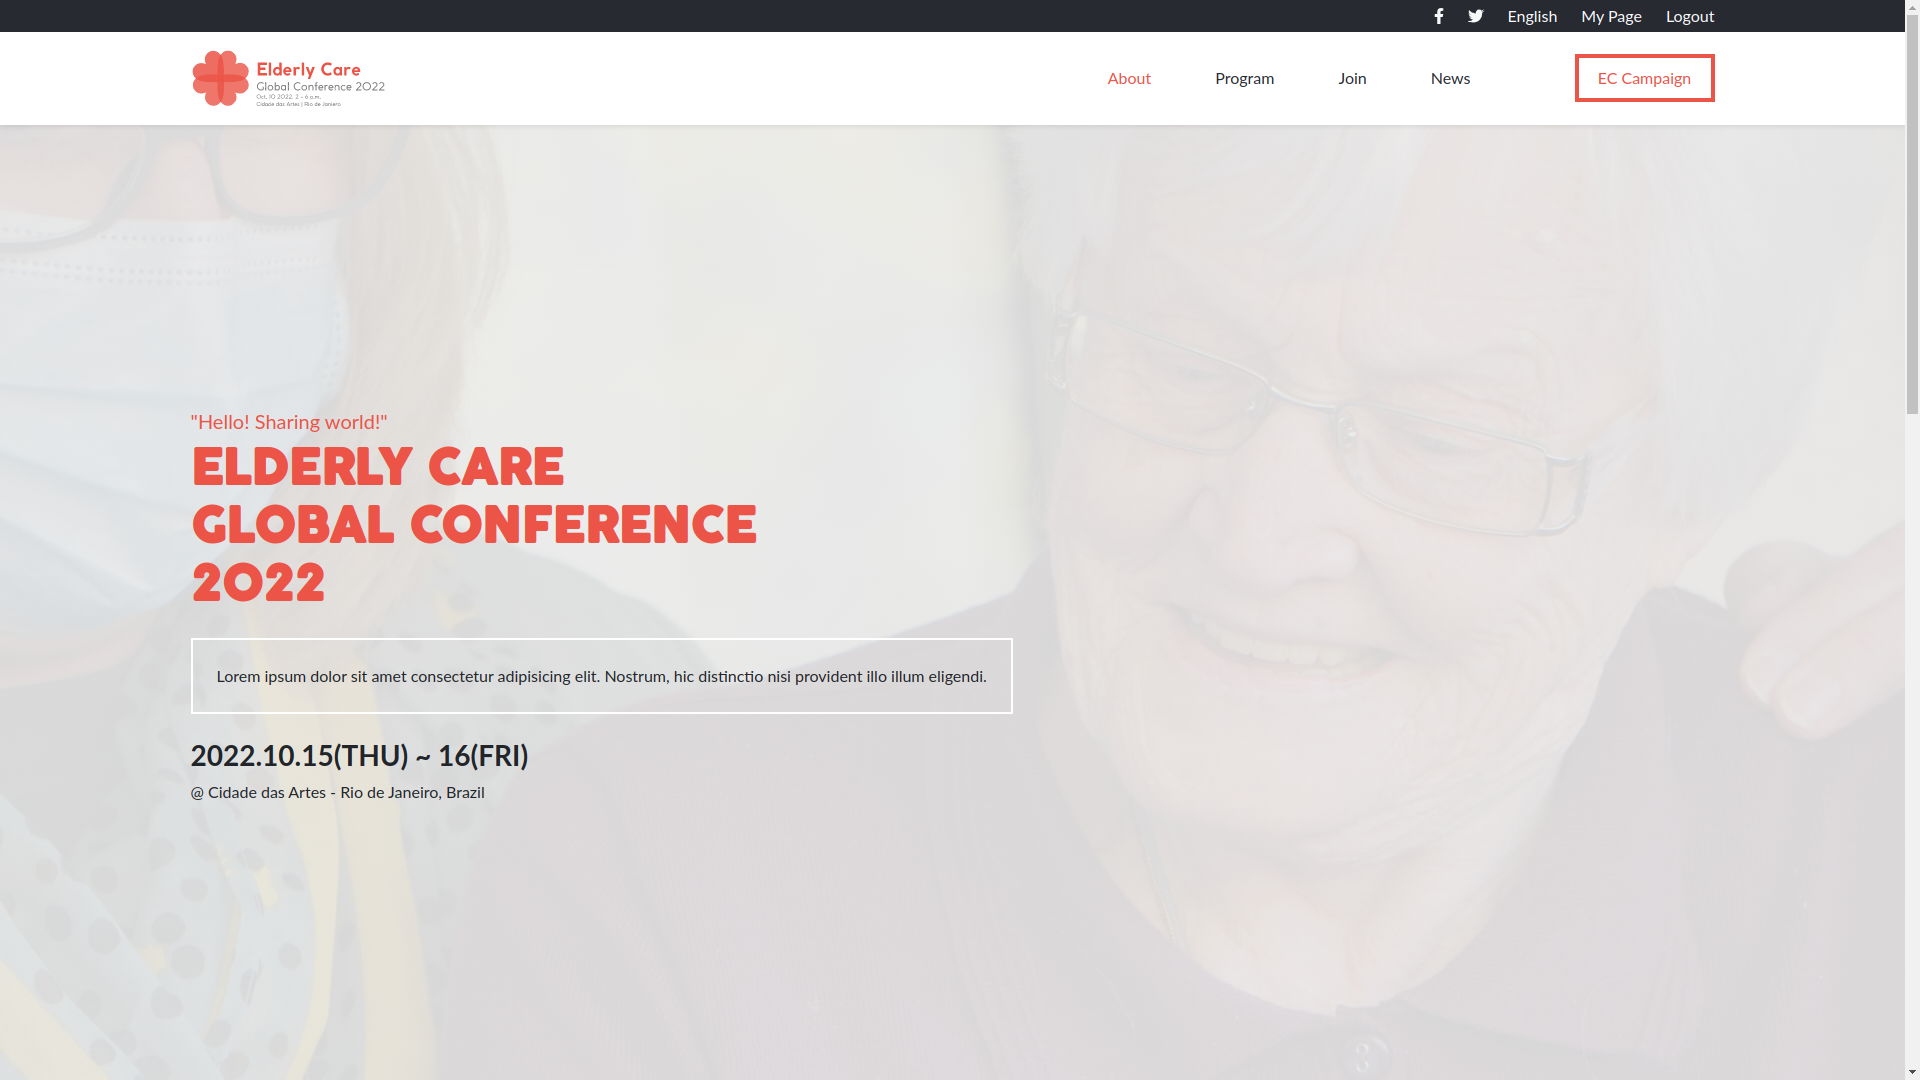 English My Page Logout
Elderly Care
Global Conference 2022
Oct, 10 2022, 2 - 6 a.m.
Cidade das Artes | Rio de Janiero
About Program Join News EC Campaign
"Hello! Sharing world!"
ELDERLY CARE
GLOBAL CONFERENCE
2022
Lorem ipsum dolor sit amet consectetur adipisicing elit. Nostrum, hic distinctio nisi provident illo illum eligendi.
2022.10.15(THU) ~ 16(FRI)
@ Cidade das Artes - Rio de Janeiro, Brazil